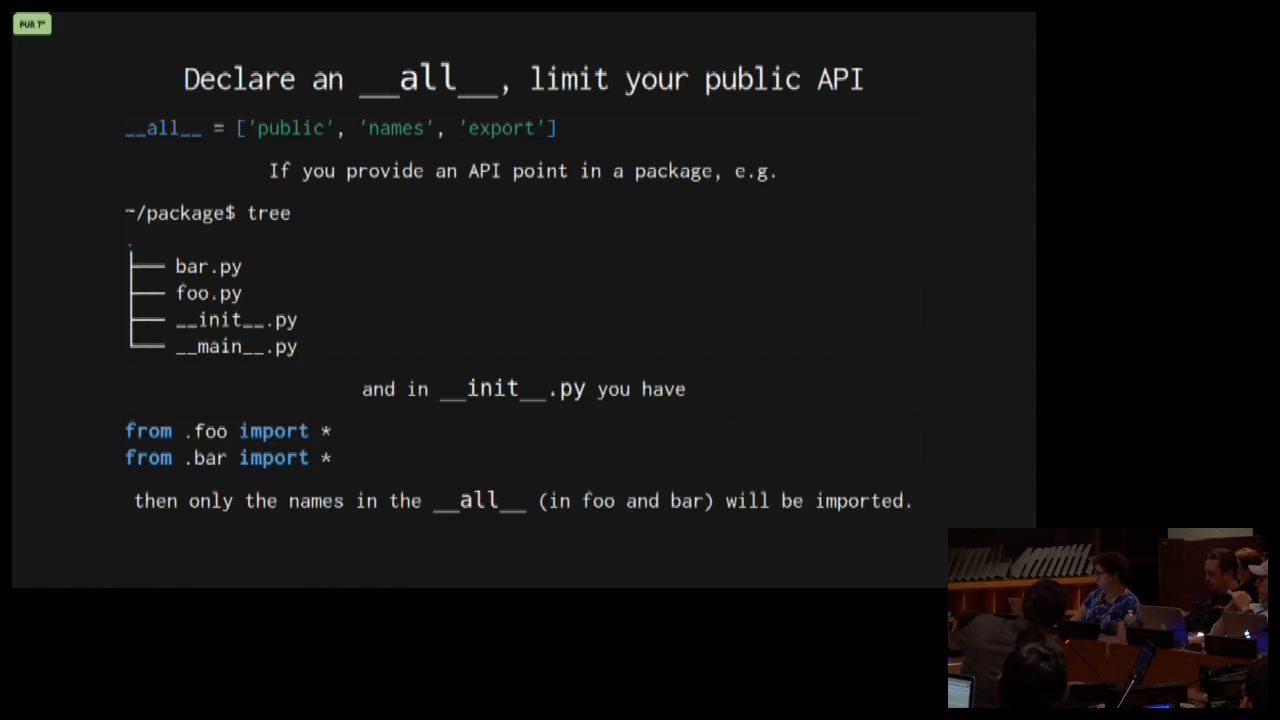 Declare an __all__, limit your public API
__all__ = ['public', 'names', 'export']
If you provide an API point in a package, e.g.
~/package$ tree
.
├── bar.py
├── foo.py
├── __init__.py
└── __main__.py
and in __init__.py you have
from .foo import *
from .bar import *
then only the names in the __all__ (in foo and bar) will be imported.